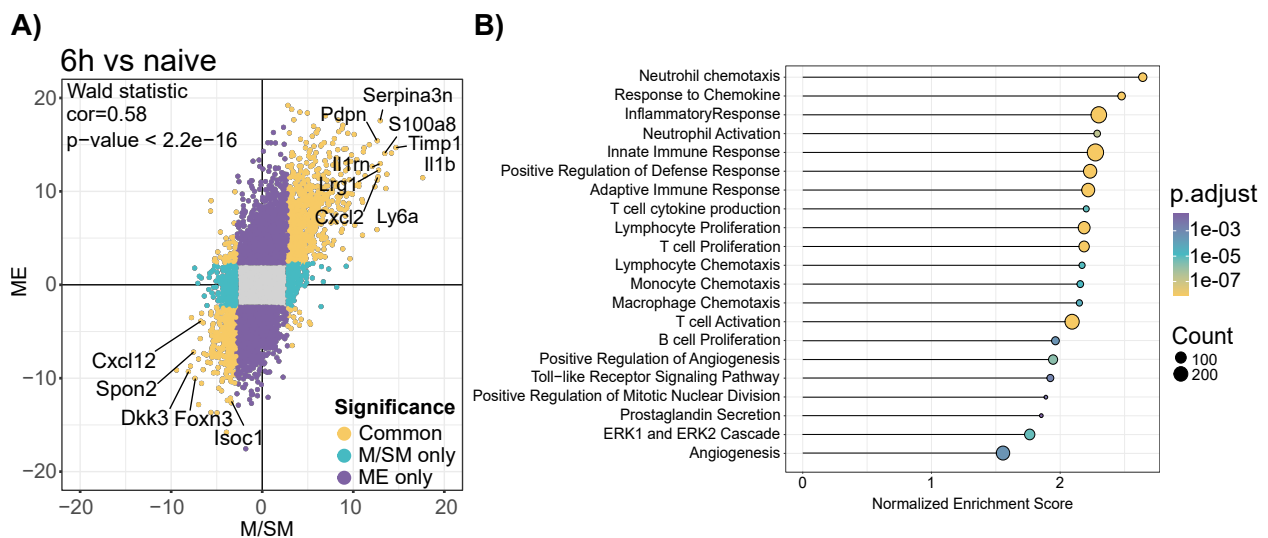 A)
6h vs naive
Wald statistic
cor=0.58
p−value < 2.2e−16
Serpina3n
Pdpn
S100a8
Timp1
Il1rn
Il1b
Lrg1
Cxcl2
Ly6a
Cxcl12
Spon2
Dkk3
Foxn3
Isoc1
Significance
Common
M/SM only
ME only
20
10
0
−10
−20
ME
−20
−10
0
10
20
M/SM
B)
Neutrohil chemotaxis
Response to Chemokine
InflammatoryResponse
Neutrophil Activation
Innate Immune Response
Positive Regulation of Defense Response
Adaptive Immune Response
T cell cytokine production
Lymphocyte Proliferation
T cell Proliferation
Lymphocyte Chemotaxis
Monocyte Chemotaxis
Macrophage Chemotaxis
T cell Activation
B cell Proliferation
Positive Regulation of Angiogenesis
Toll−like Receptor Signaling Pathway
Positive Regulation of Mitotic Nuclear Division
Prostaglandin Secretion
ERK1 and ERK2 Cascade
Angiogenesis
0
1
2
Normalized Enrichment Score
p.adjust
1e−03
1e−05
1e−07
Count
100
200